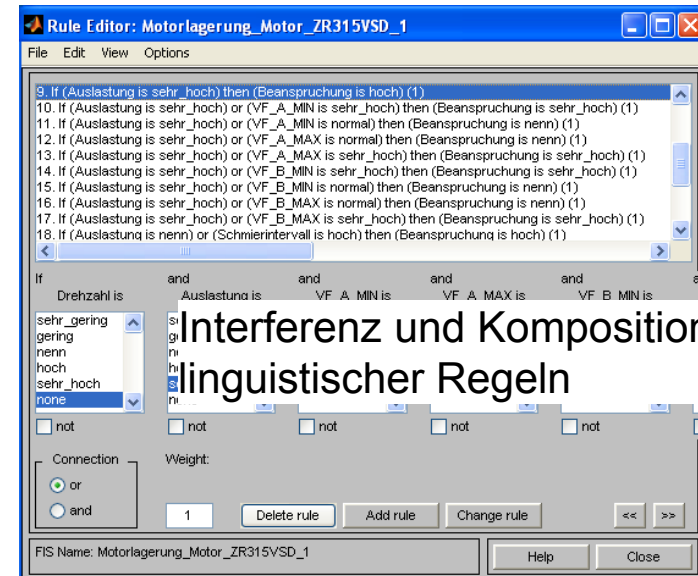 Rule Editor: Motorlagerung_Motor_ZR315VSD_1
File Edit View Options
9. If (Auslastung is sehr_hoch) then (Beanspruchung is hoch) (1)
10. If (Auslastung is sehr_hoch) or (VF_A_MIN is sehr_hoch) then (Beanspruchung is sehr_hoch) (1)
11. If (Auslastung is sehr_hoch) or (VF_A_MIN is normal) then (Beanspruchung is nenn) (1)
12. If (Auslastung is sehr_hoch) or (VF_A_MAX is normal) then (Beanspruchung is nenn) (1)
13. If (Auslastung is sehr_hoch) or (VF_A_MAX is sehr_hoch) then (Beanspruchung is sehr_hoch) (1)
14. If (Auslastung is sehr_hoch) or (VF_B_MIN is sehr_hoch) then (Beanspruchung is sehr_hoch) (1)
15. If (Auslastung is sehr_hoch) or (VF_B_MIN is normal) then (Beanspruchung is nenn) (1)
16. If (Auslastung is sehr_hoch) or (VF_B_MAX is normal) then (Beanspruchung is nenn) (1)
17. If (Auslastung is sehr_hoch) or (VF_B_MAX is sehr_hoch) then (Beanspruchung is sehr_hoch) (1)
18. If (Auslastung is nenn) or (Schmierintervall is hoch) then (Beanspruchung is hoch) (1)
If and and and and
Drehzahl is Auslastung is VF_A_MIN is VF_A_MAX is VF_B_MIN is
Interferenz und Komposition
linguistischer Regeln
sehr_gering
gering
nenn
hoch
sehr_hoch
none
not not not not not
Connection Weight:
or
and 1 Delete rule Add rule Change rule << >>
FIS Name: Motorlagerung_Motor_ZR315VSD_1 Help Close